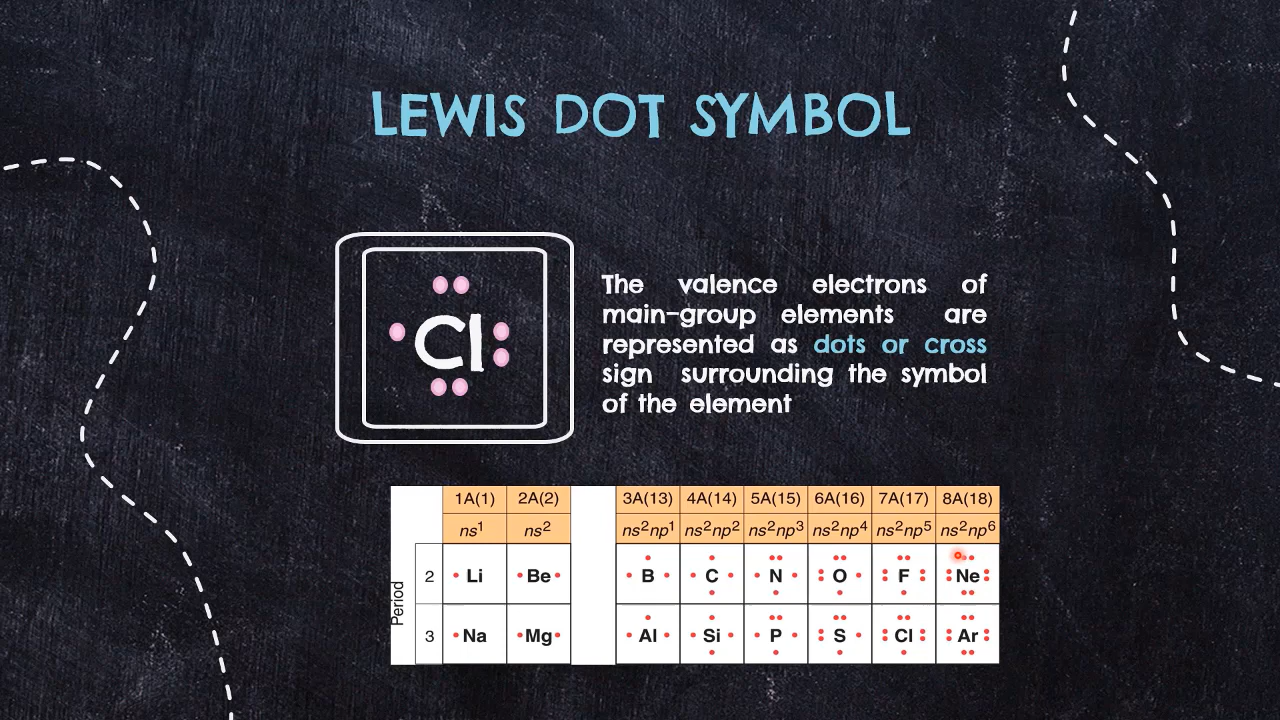 LEWIS DOT SYMBOL
Cl
The valence electrons of
main-group elements are
represented as dots or cross
sign surrounding the symbol
of the element
1A(1) 2A(2) 3A(13) 4A(14) 5A(15) 6A(16) 7A(17) 8A(18)
ns¹ ns² ns²np¹ ns²np² ns²np³ ns²np⁴ ns²np⁵ ns²np⁶
Period
2 Li Be B C N O F Ne
3 Na Mg Al Si P S Cl Ar